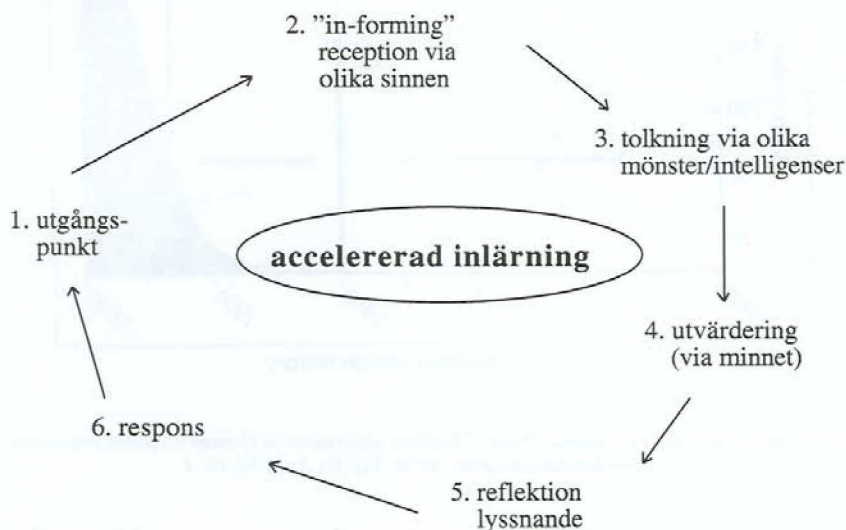 2. ”in-forming”
reception via
olika sinnen
3. tolkning via olika
mönster/intelligenser
1. utgångs-
punkt
accelererad inlärning
4. utvärdering
(via minnet)
6. respons
5. reflektion
lyssnande